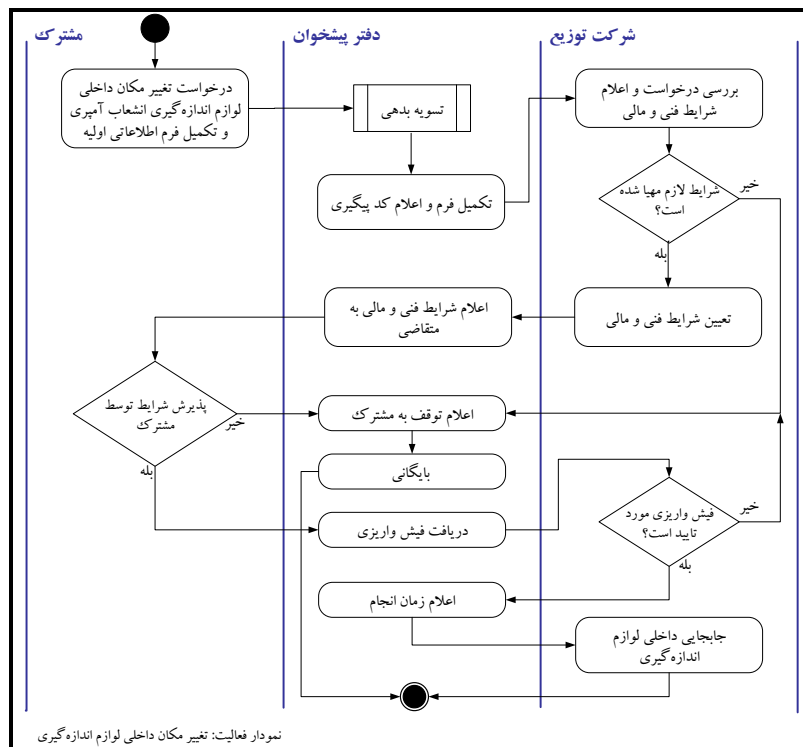 مشترك
دفتر پیشخوان
شرکت توزیع
درخواست تغییر مکان داخلی
لوازم اندازه‌گیری انشعاب آمپری
و تکمیل فرم اطلاعاتی اولیه
تسویه بدهی
بررسی درخواست و اعلام
شرایط فنی و مالی
تکمیل فرم و اعلام کد پیگیری
شرایط لازم مهیا شده
است؟
خیر
بله
تعیین شرایط فنی و مالی
اعلام شرایط فنی و مالی به
متقاضی
پذیرش شرایط توسط
مشترك
خیر
بله
اعلام توقف به مشترك
بایگانی
دریافت فیش واریزی
فیش واریزی مورد
تایید است؟
خیر
بله
اعلام زمان انجام
جابجایی داخلی لوازم
اندازه‌گیری
نمودار فعالیت: تغییر مکان داخلی لوازم اندازه‌گیری